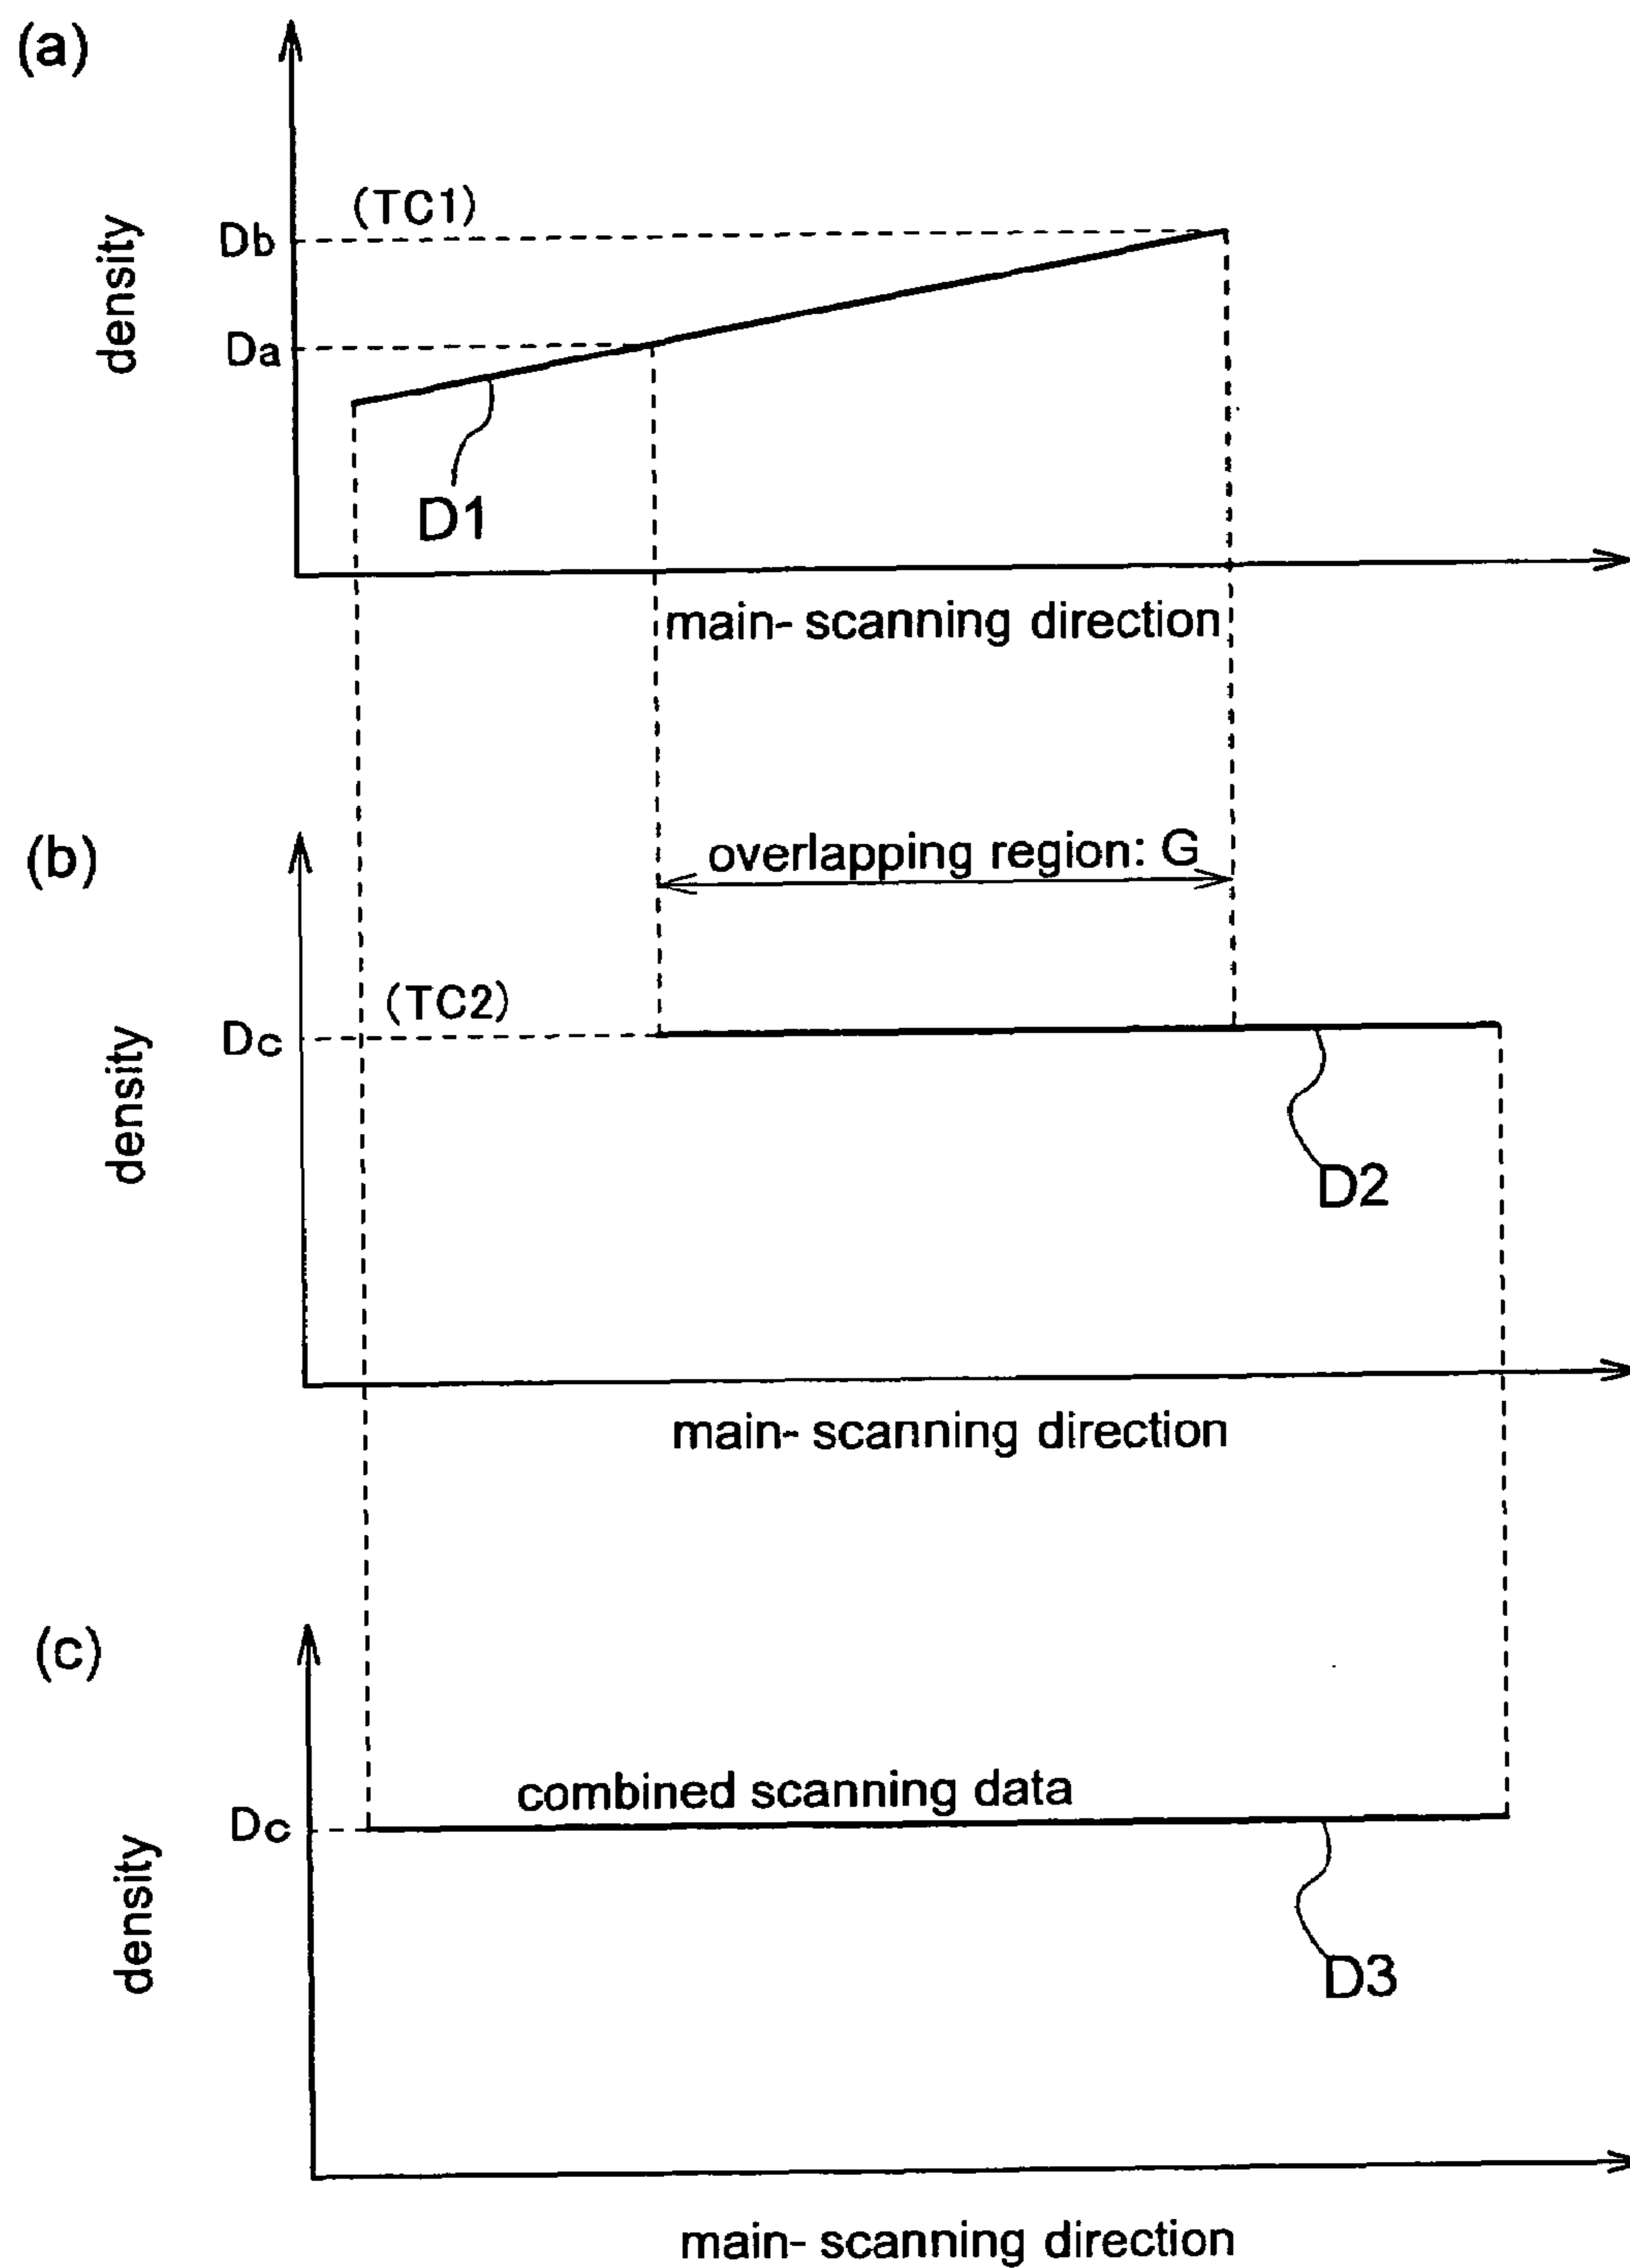 (a)
(TC1)
Db
density
Da
D1
main- scanning direction
(b)
overlapping region: G
(TC2)
Dc
density
D2
main- scanning direction
(c)
combined scanning data
Dc
density
D3
main- scanning direction